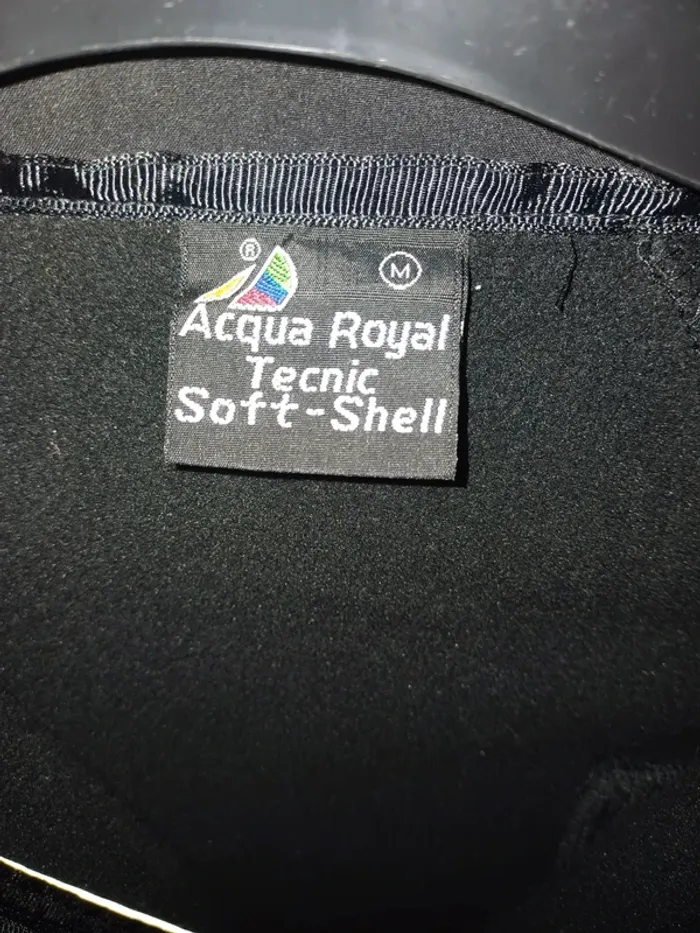 ® M
Acqua Royal
Tecnic
Soft-Shell